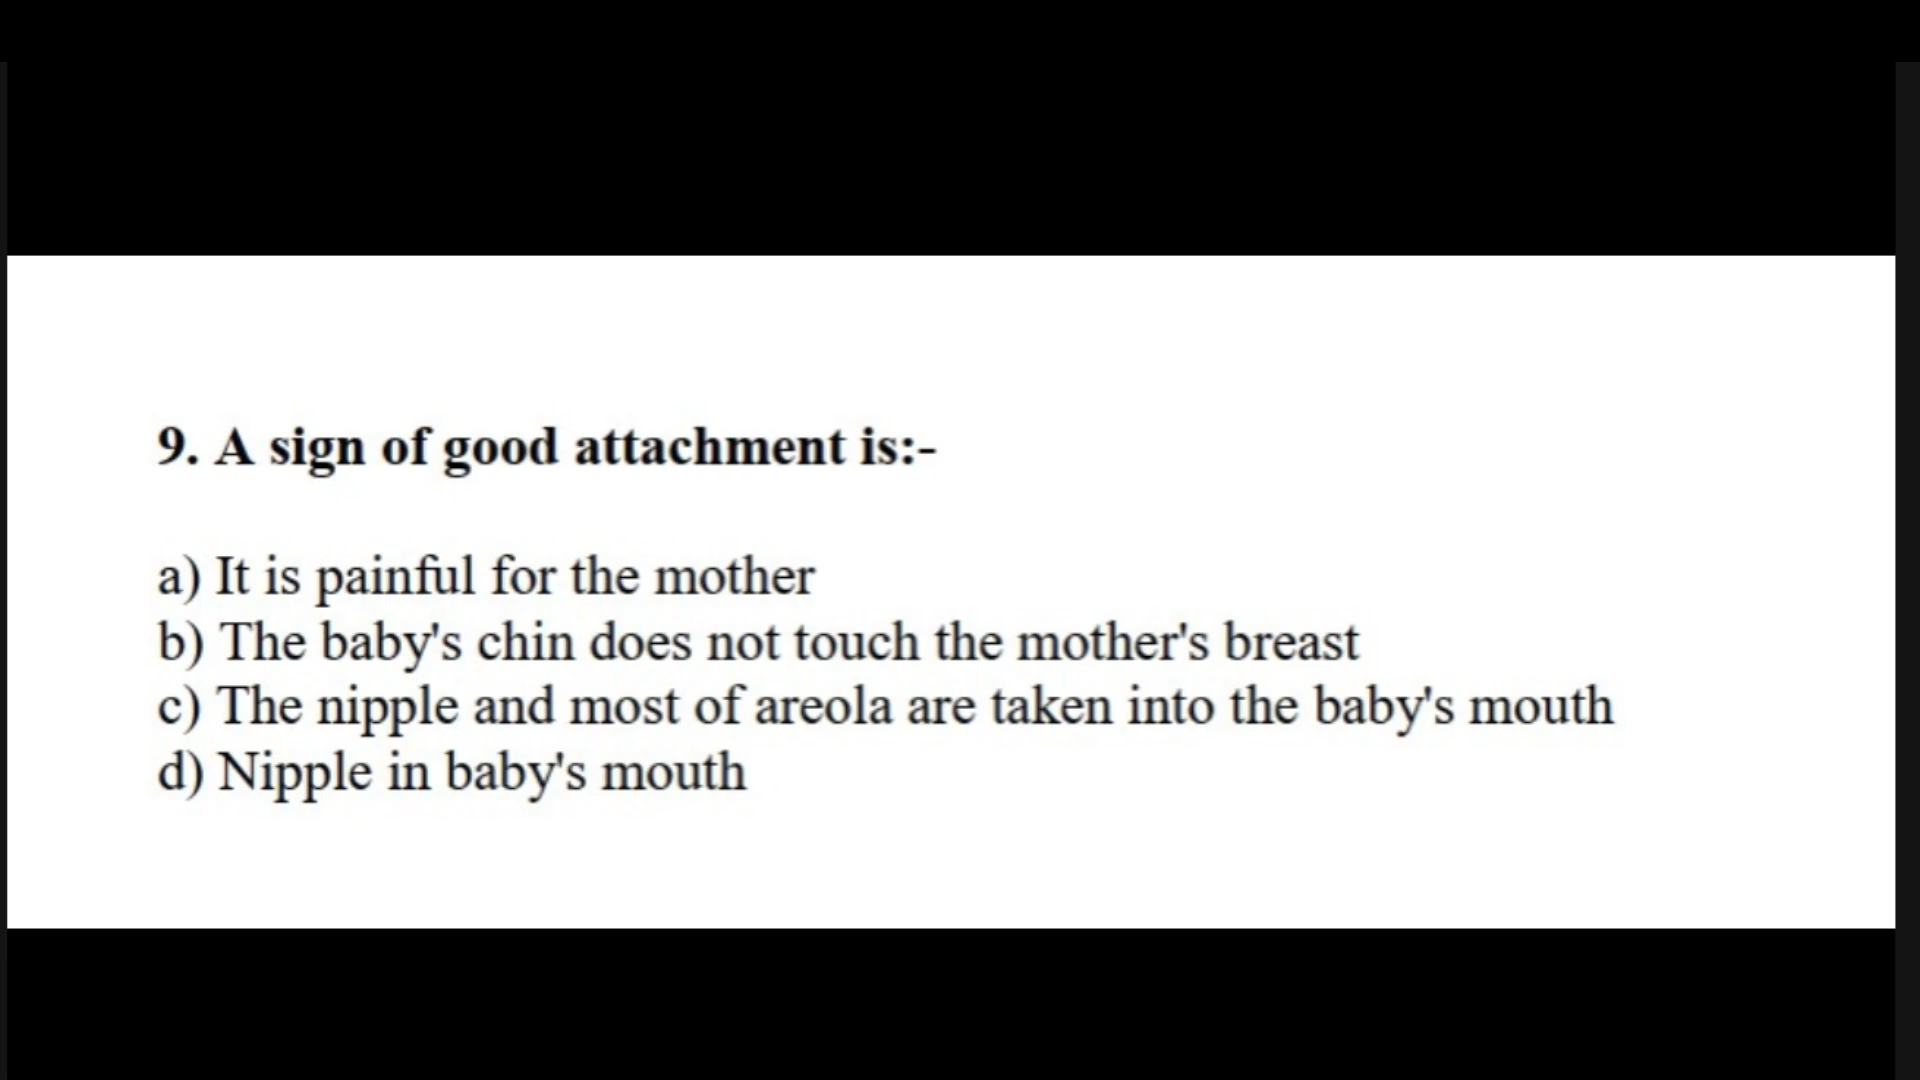 9. A sign of good attachment is:-
a) It is painful for the mother
b) The baby's chin does not touch the mother's breast
c) The nipple and most of areola are taken into the baby's mouth
d) Nipple in baby's mouth